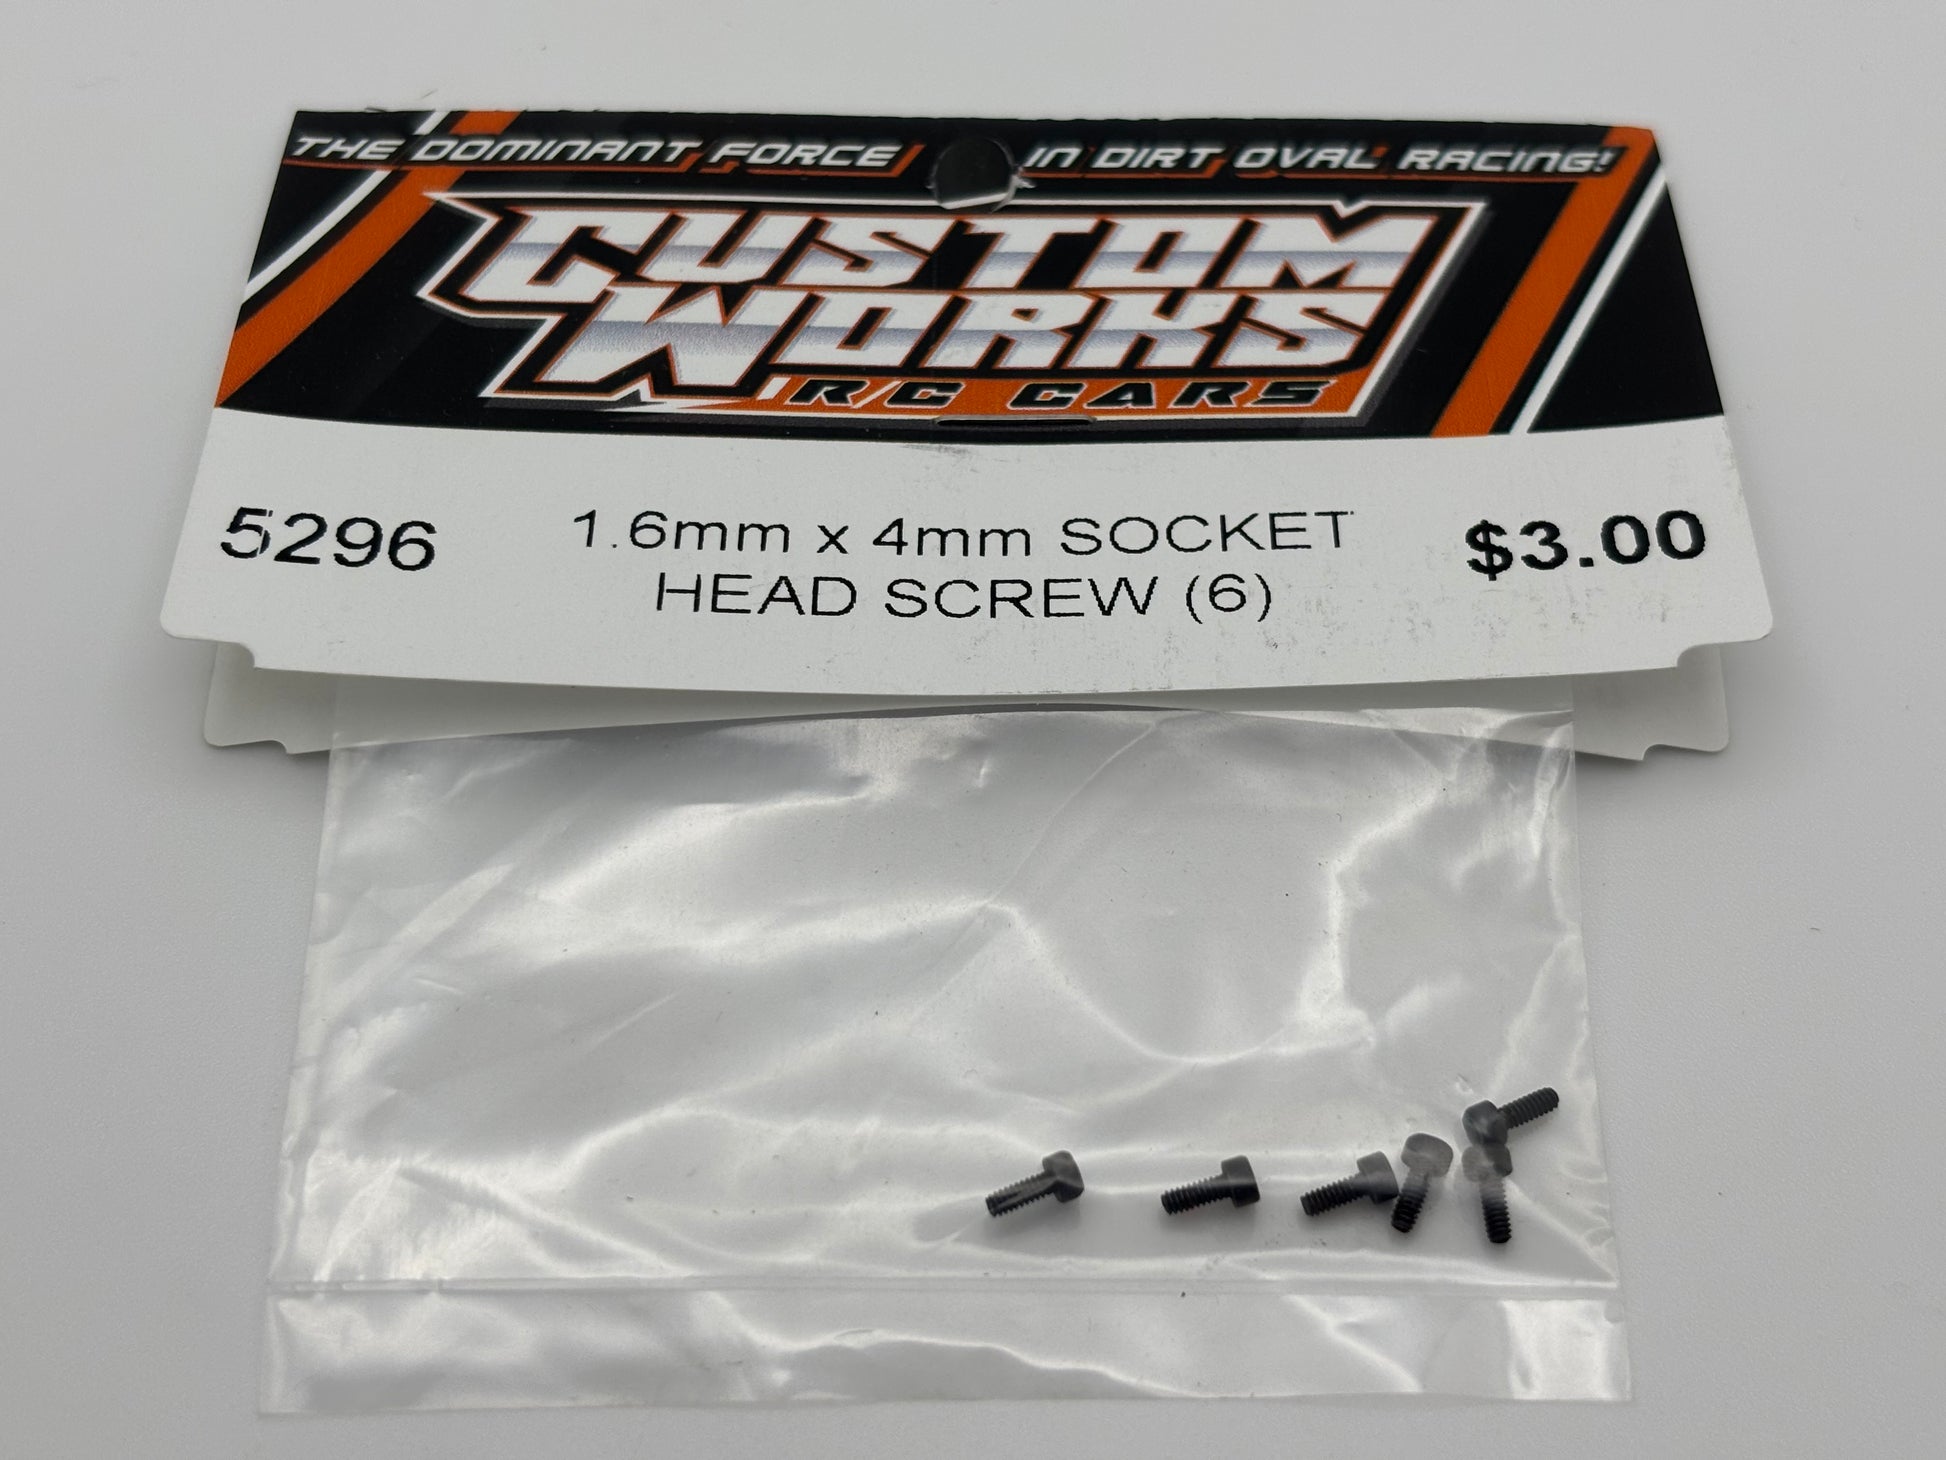 THE DOMINANT FORCE IN DIRT OVAL RACING!
CUSTOM
WORKS
R/C CARS
5296 1.6mm x 4mm SOCKET $3.00
HEAD SCREW (6)